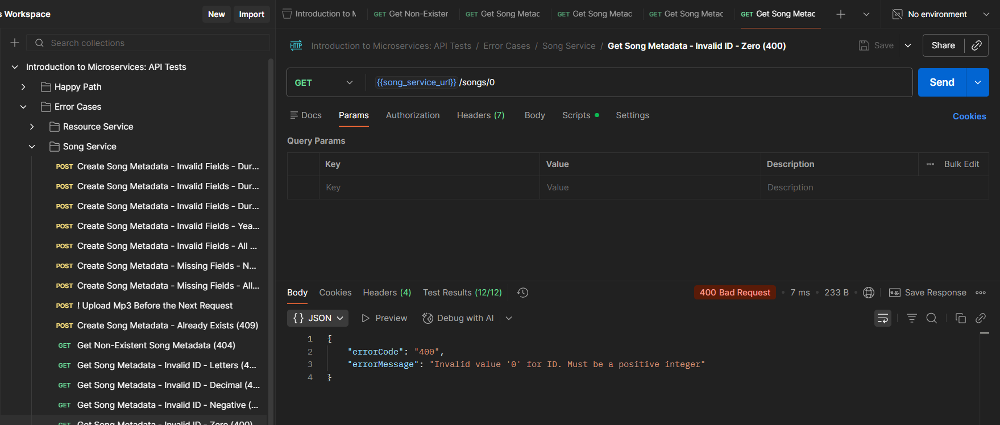 s Workspace
New
Import
Search collections
Introduction to Microservices: API Tests
Happy Path
Error Cases
Resource Service
Song Service
POST Create Song Metadata - Invalid Fields - Dur...
POST Create Song Metadata - Invalid Fields - Dur...
POST Create Song Metadata - Invalid Fields - Dur...
POST Create Song Metadata - Invalid Fields - Yea...
POST Create Song Metadata - Invalid Fields - All ...
POST Create Song Metadata - Missing Fields - N...
POST Create Song Metadata - Missing Fields - All...
POST ! Upload Mp3 Before the Next Request
POST Create Song Metadata - Already Exists (409)
GET Get Non-Existent Song Metadata (404)
GET Get Song Metadata - Invalid ID - Letters (4...
GET Get Song Metadata - Invalid ID - Decimal (4...
GET Get Song Metadata - Invalid ID - Negative (...
GET Get Song Metadata - Invalid ID - Zero (400)
Introduction to M
GET Get Non-Exister
GET Get Song Metac
GET Get Song Metac
GET Get Song Metac
GET Get Song Metad
No environment
HTTP Introduction to Microservices: API Tests / Error Cases / Song Service / Get Song Metadata - Invalid ID - Zero (400)
Save
Share
GET {{song_service_url}} /songs/0
Send
Docs Params Authorization Headers (7) Body Scripts Settings
Cookies
Query Params
Key Value Description Bulk Edit
Key Value Description
Body Cookies Headers (4) Test Results (12/12)
400 Bad Request • 7 ms • 233 B • e.g. Save Response
{} JSON Preview Debug with AI
1 {
2 "errorCode": "400",
3 "errorMessage": "Invalid value '0' for ID. Must be a positive integer"
4 }